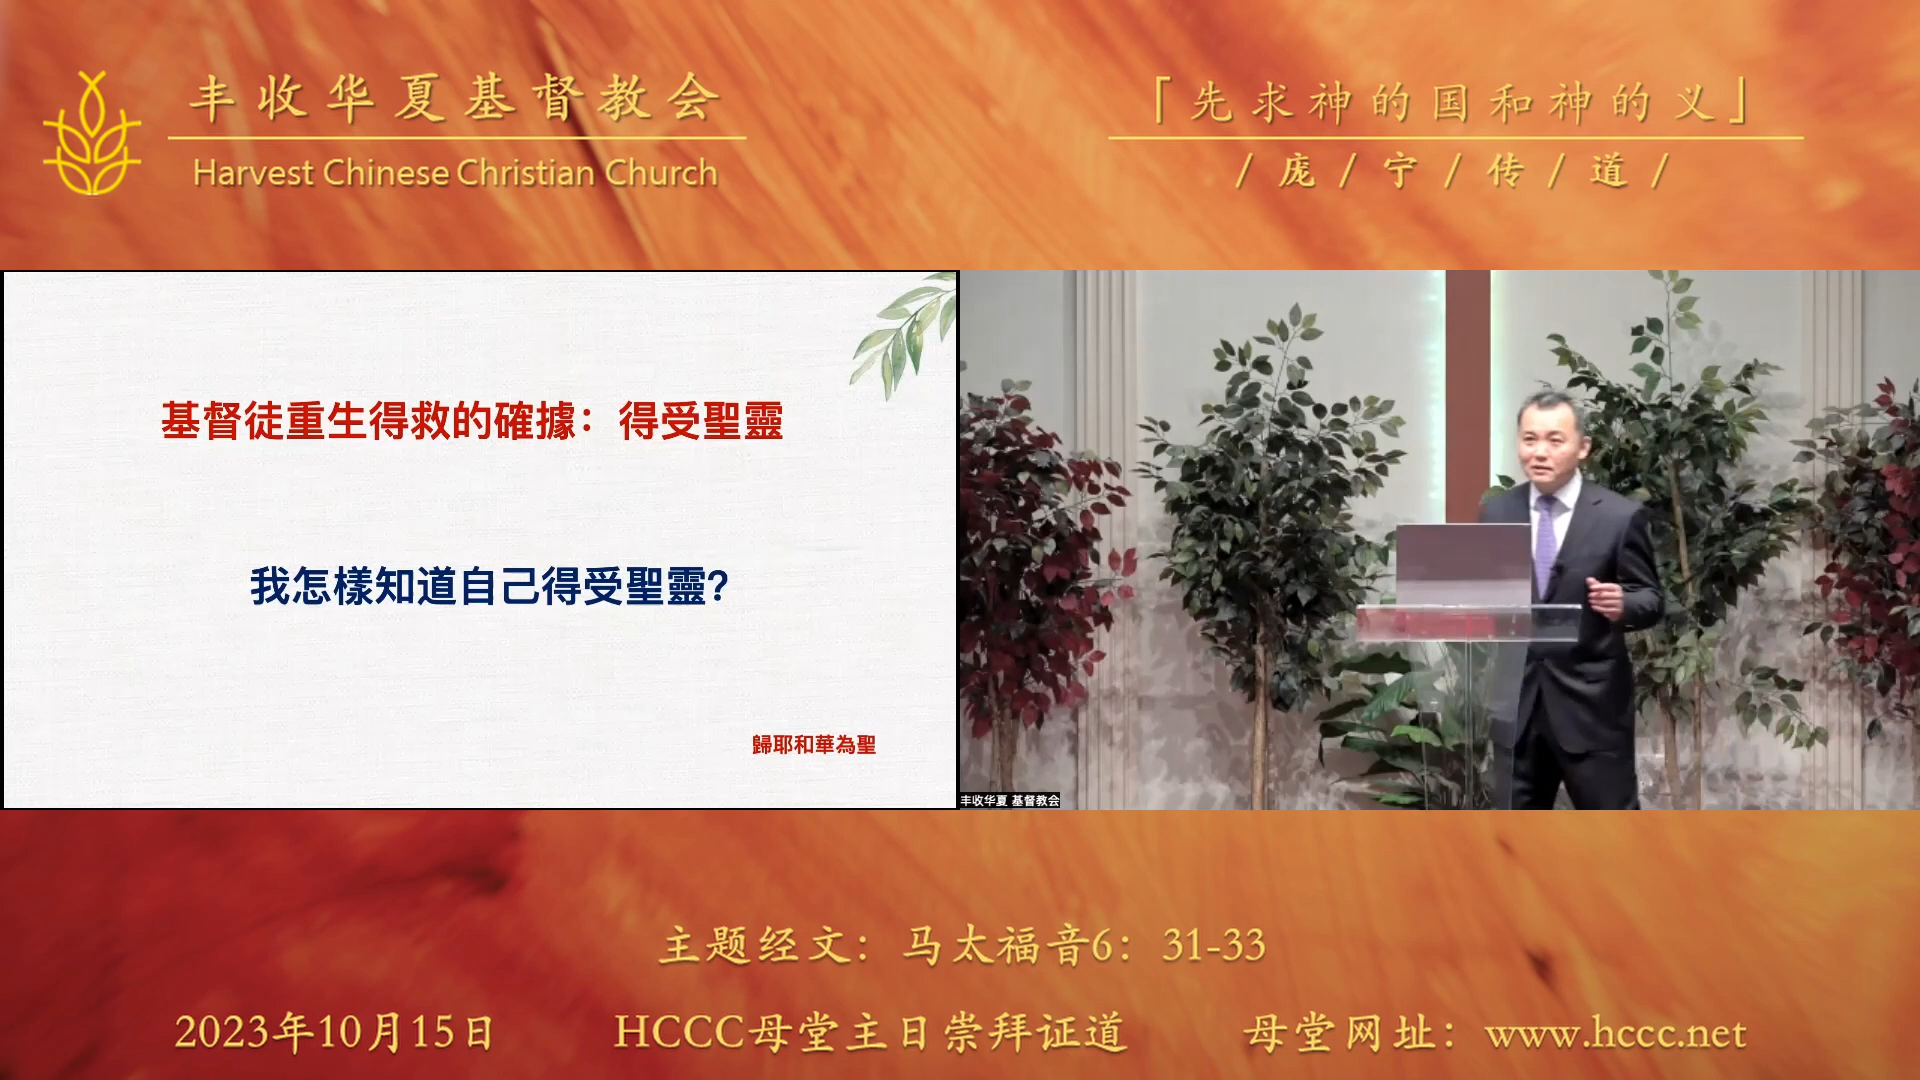 丰收华夏基督教会
Harvest Chinese Christian Church
「先求神的国和神的义」
/ 庞 / 宁 / 传 / 道 /
基督徒重生得救的確據：得受聖靈
我怎樣知道自己得受聖靈？
歸耶和華為聖
丰收华夏 基督教会
主题经文：马太福音6：31-33
2023年10月15日
HCCC母堂主日崇拜证道
母堂网址：www.hccc.net